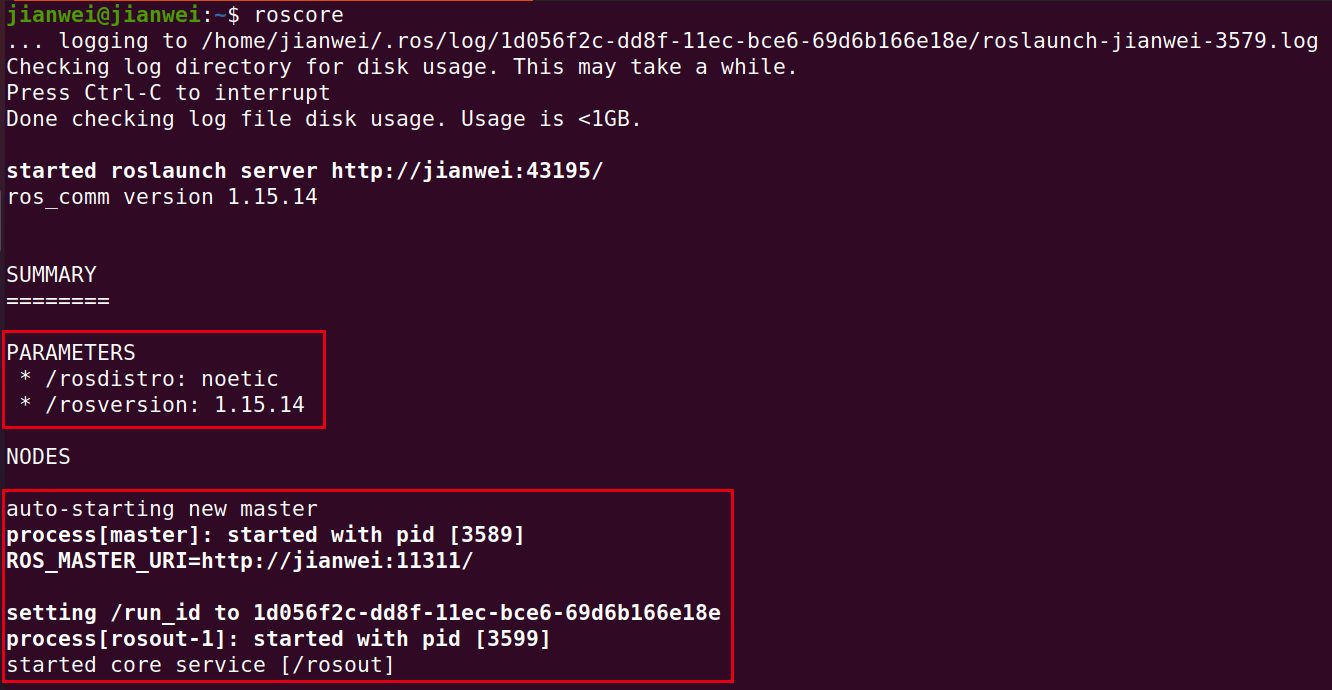 jianwei@jianwei:~$ roscore
... logging to /home/jianwei/.ros/log/1d056f2c-dd8f-11ec-bce6-69d6b166e18e/roslaunch-jianwei-3579.log
Checking log directory for disk usage. This may take a while.
Press Ctrl-C to interrupt
Done checking log file disk usage. Usage is <1GB.
started roslaunch server http://jianwei:43195/
ros_comm version 1.15.14
SUMMARY
========
PARAMETERS
 * /rosdistro: noetic
 * /rosversion: 1.15.14
NODES
auto-starting new master
process[master]: started with pid [3589]
ROS_MASTER_URI=http://jianwei:11311/
setting /run_id to 1d056f2c-dd8f-11ec-bce6-69d6b166e18e
process[rosout-1]: started with pid [3599]
started core service [/rosout]